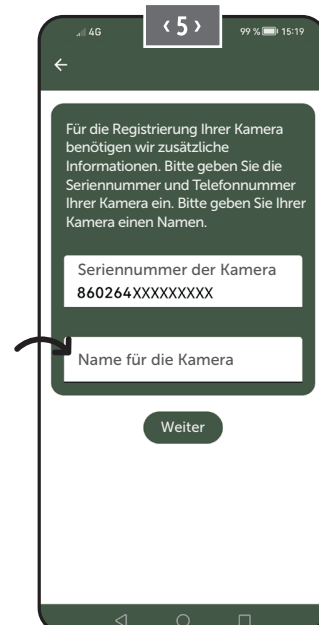 4G ‹5› 99 % 15:19
Für die Registrierung Ihrer Kamera
benötigen wir zusätzliche
Informationen. Bitte geben Sie die
Seriennummer und Telefonnummer
Ihrer Kamera ein. Bitte geben Sie Ihrer
Kamera einen Namen.
Seriennummer der Kamera
860264XXXXXXXXX
Name für die Kamera
Weiter